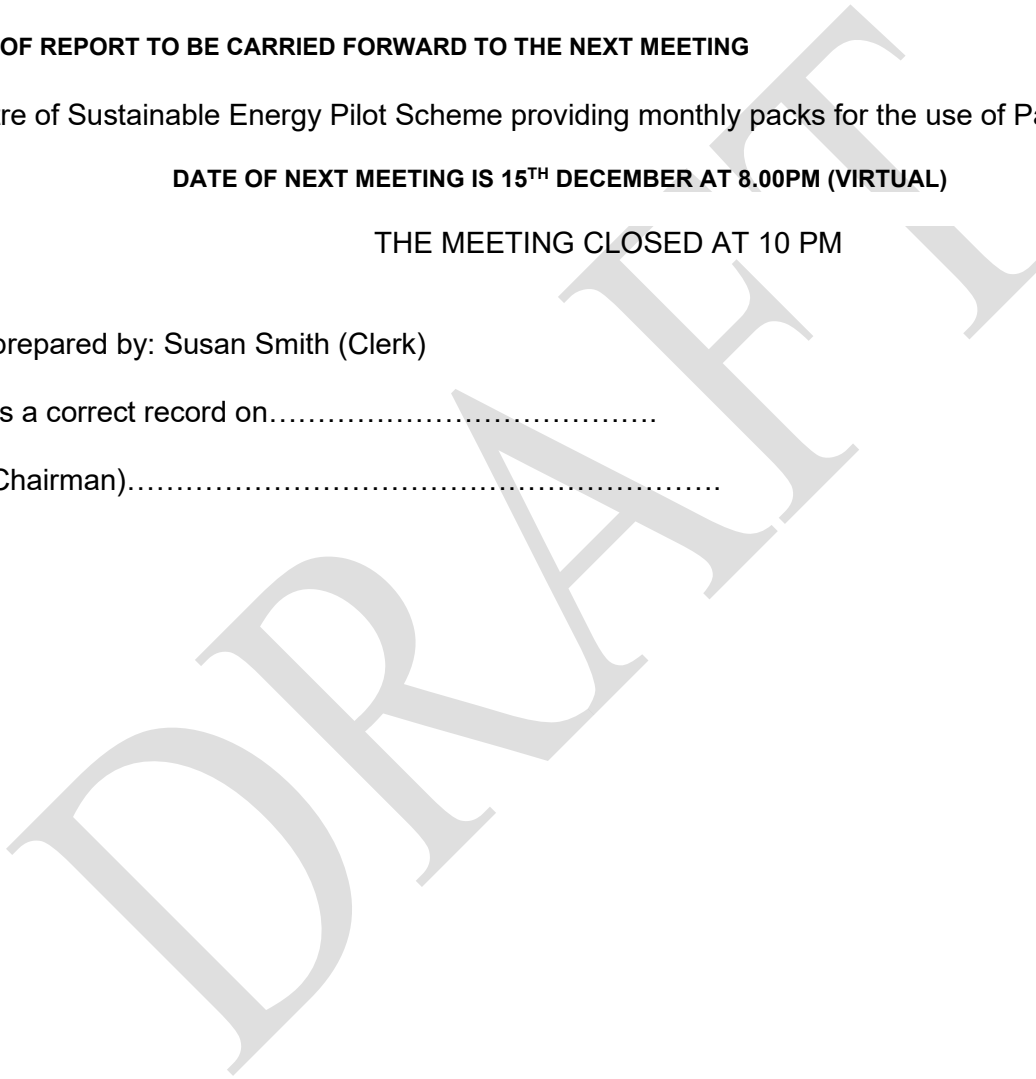 OF REPORT TO BE CARRIED FORWARD TO THE NEXT MEETING
tre of Sustainable Energy Pilot Scheme providing monthly packs for the use of Pa
DATE OF NEXT MEETING IS 15TH DECEMBER AT 8.00PM (VIRTUAL)
THE MEETING CLOSED AT 10 PM
prepared by: Susan Smith (Clerk)
s a correct record on………………………………….
Chairman)…………………………………………………….
DRAFT